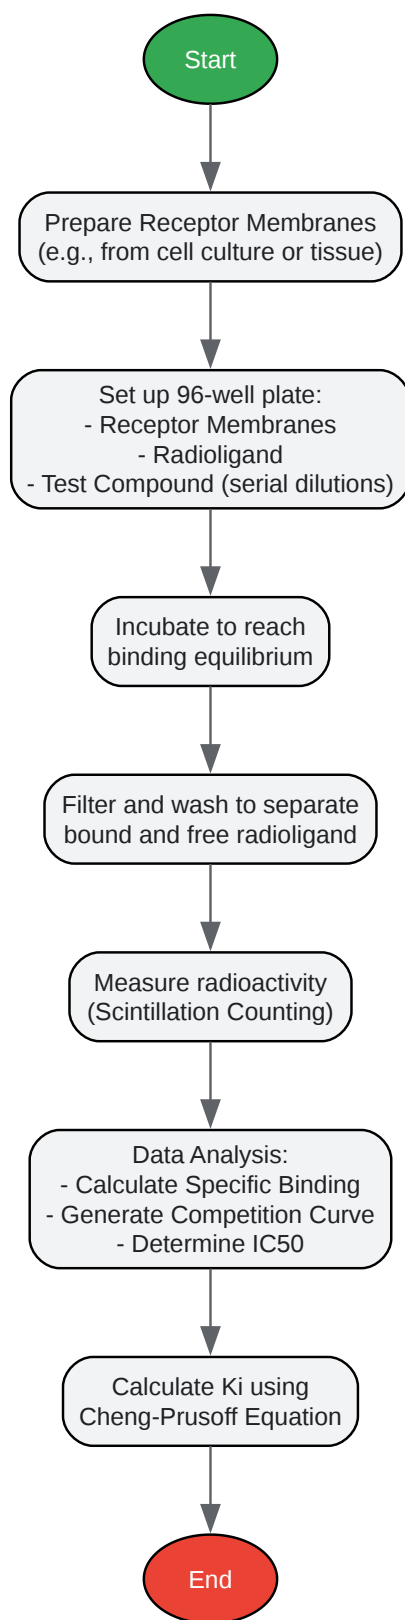 Start
Prepare Receptor Membranes
(e.g., from cell culture or tissue)
Set up 96-well plate:
- Receptor Membranes
- Radioligand
- Test Compound (serial dilutions)
Incubate to reach
binding equilibrium
Filter and wash to separate
bound and free radioligand
Measure radioactivity
(Scintillation Counting)
Data Analysis:
- Calculate Specific Binding
- Generate Competition Curve
- Determine IC50
Calculate Ki using
Cheng-Prusoff Equation
End